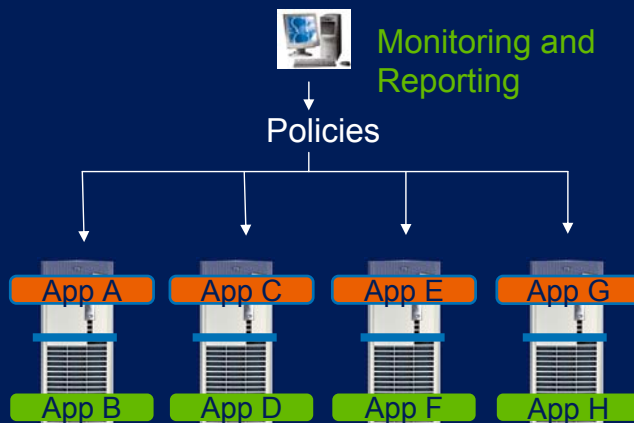 Monitoring and
Reporting
Policies
App A
App C
App E
App G
App B
App D
App F
App H